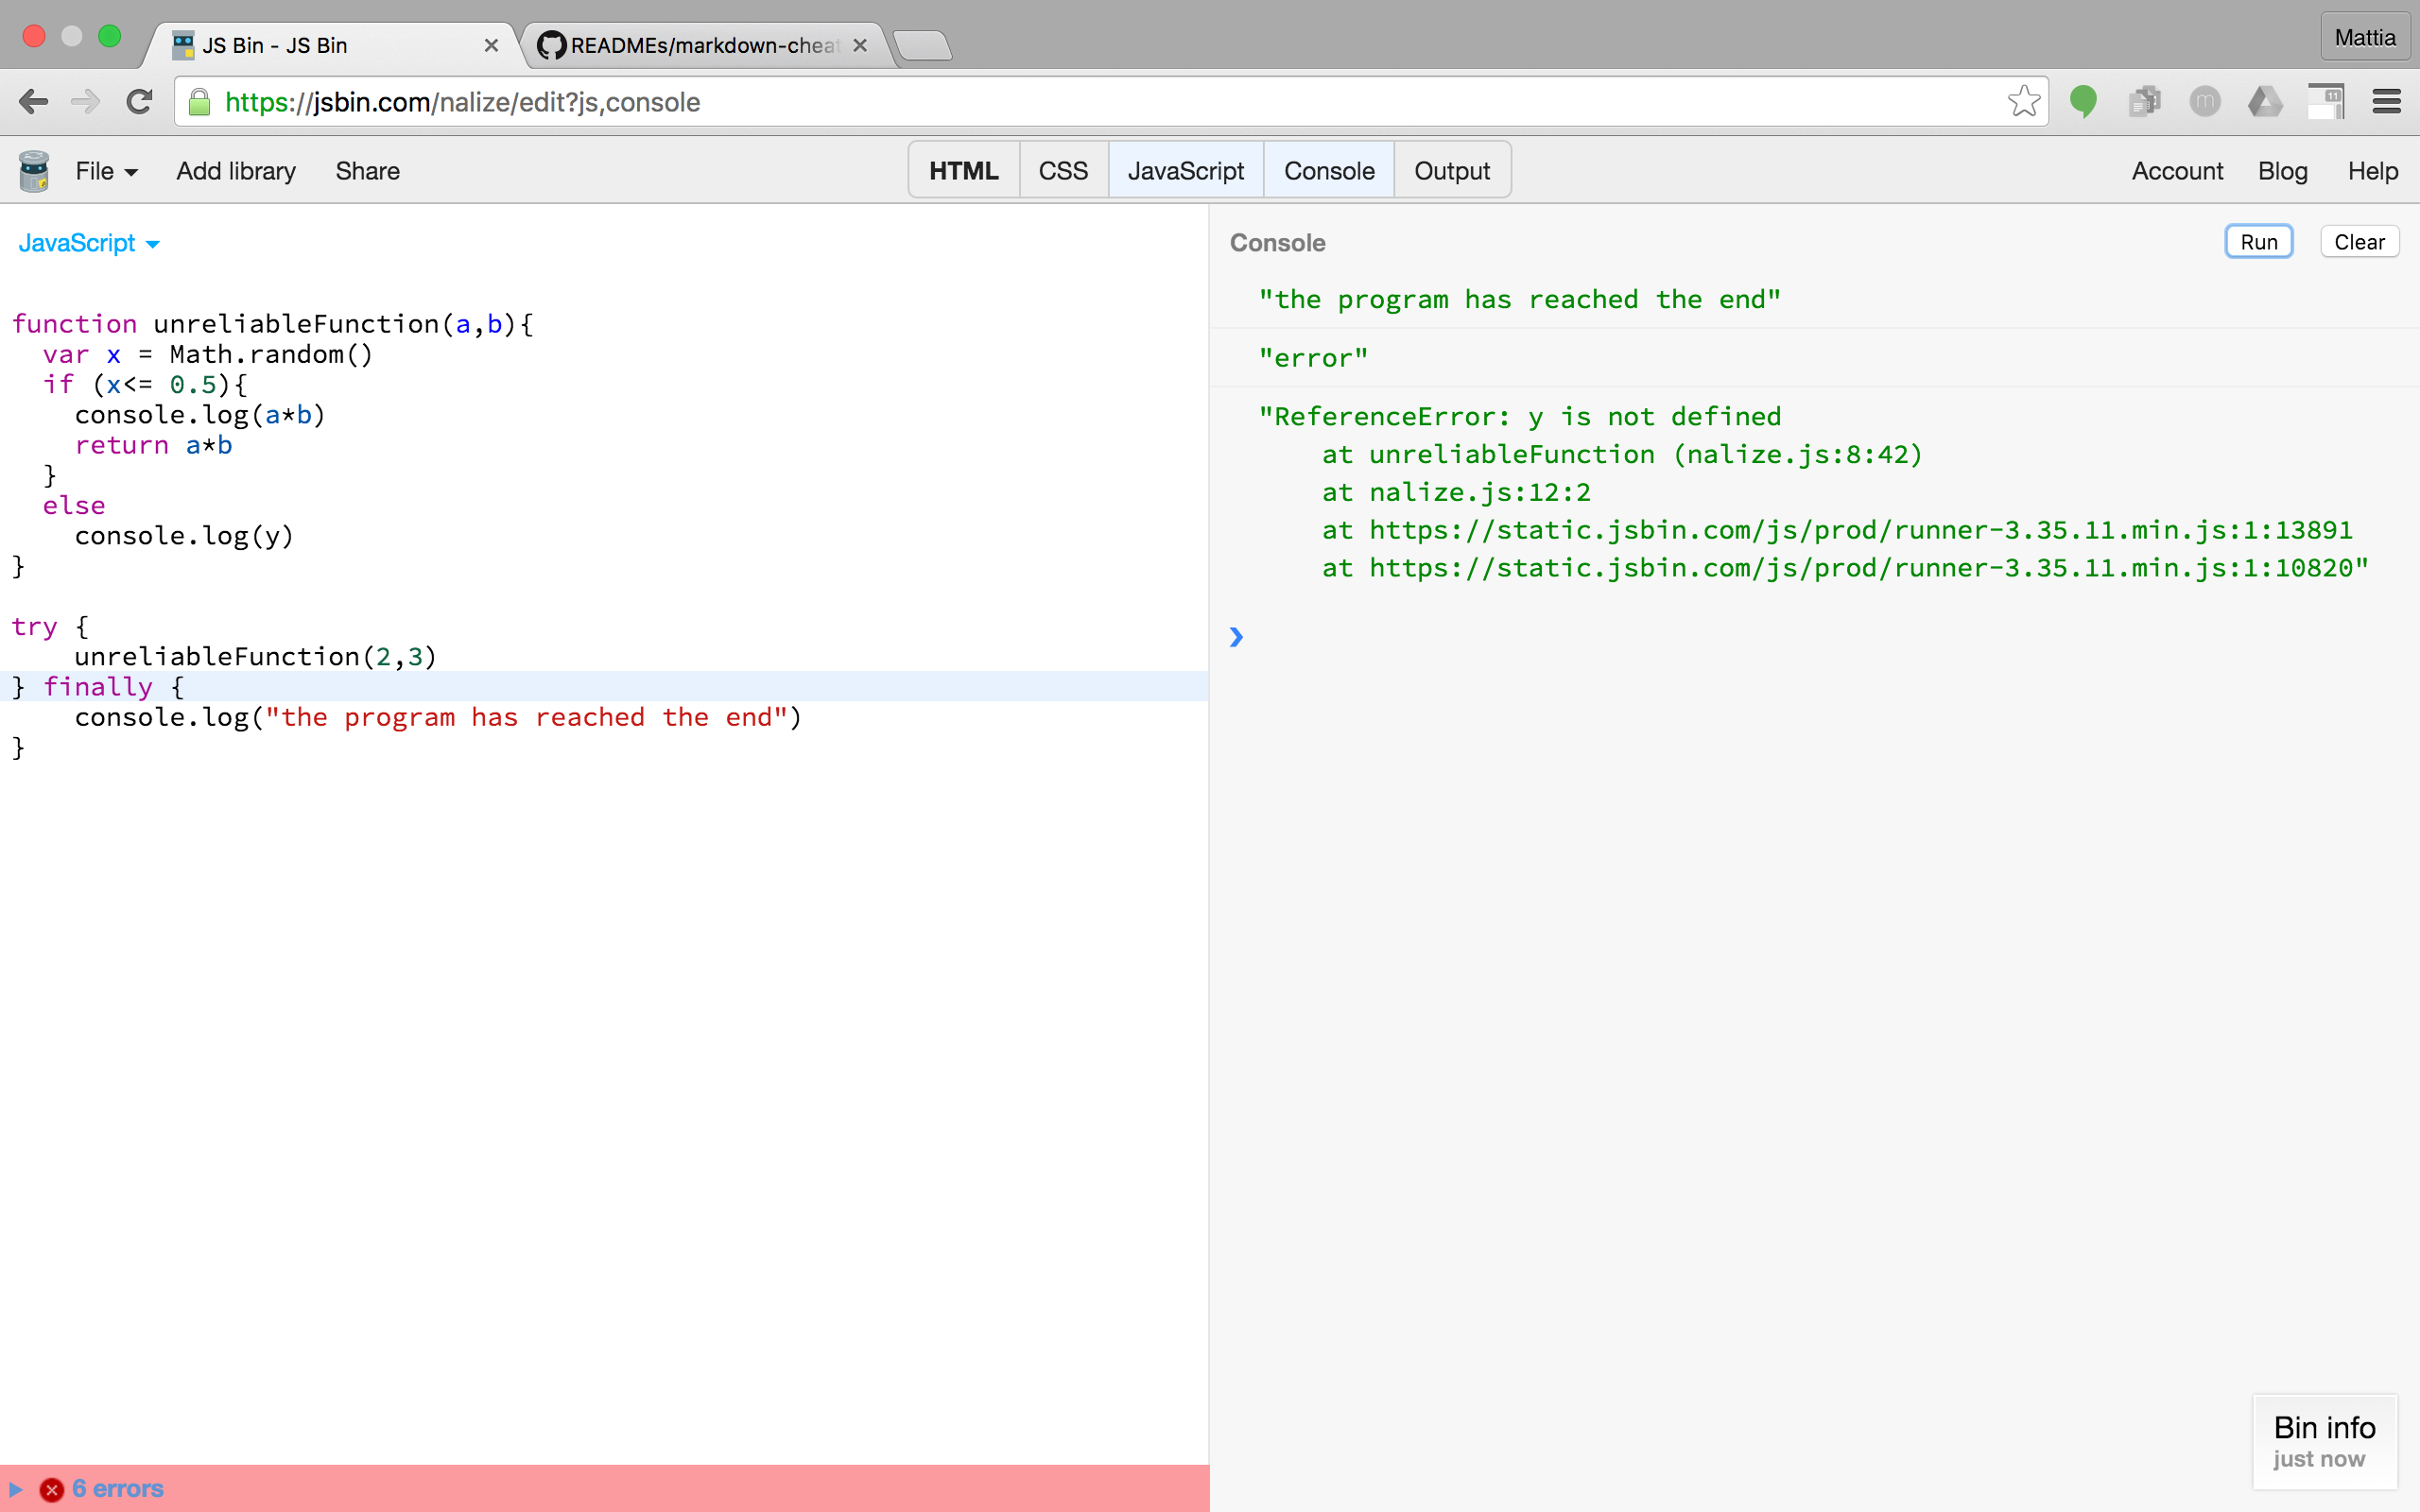 JS Bin - JS Bin
READMEs/markdown-cheat
Mattia
https://jsbin.com/nalize/edit?js,console
m
11
File
Add library
Share
HTML
CSS
JavaScript
Console
Output
Account
Blog
Help
JavaScript
function unreliableFunction(a,b){
  var x = Math.random()
  if (x<= 0.5){
    console.log(a*b)
    return a*b
  }
  else
    console.log(y)
}
try {
    unreliableFunction(2,3)
} finally {
    console.log("the program has reached the end")
}
6 errors
Console
Run
Clear
"the program has reached the end"
"error"
"ReferenceError: y is not defined
    at unreliableFunction (nalize.js:8:42)
    at nalize.js:12:2
    at https://static.jsbin.com/js/prod/runner-3.35.11.min.js:1:13891
    at https://static.jsbin.com/js/prod/runner-3.35.11.min.js:1:10820"
Bin info
just now